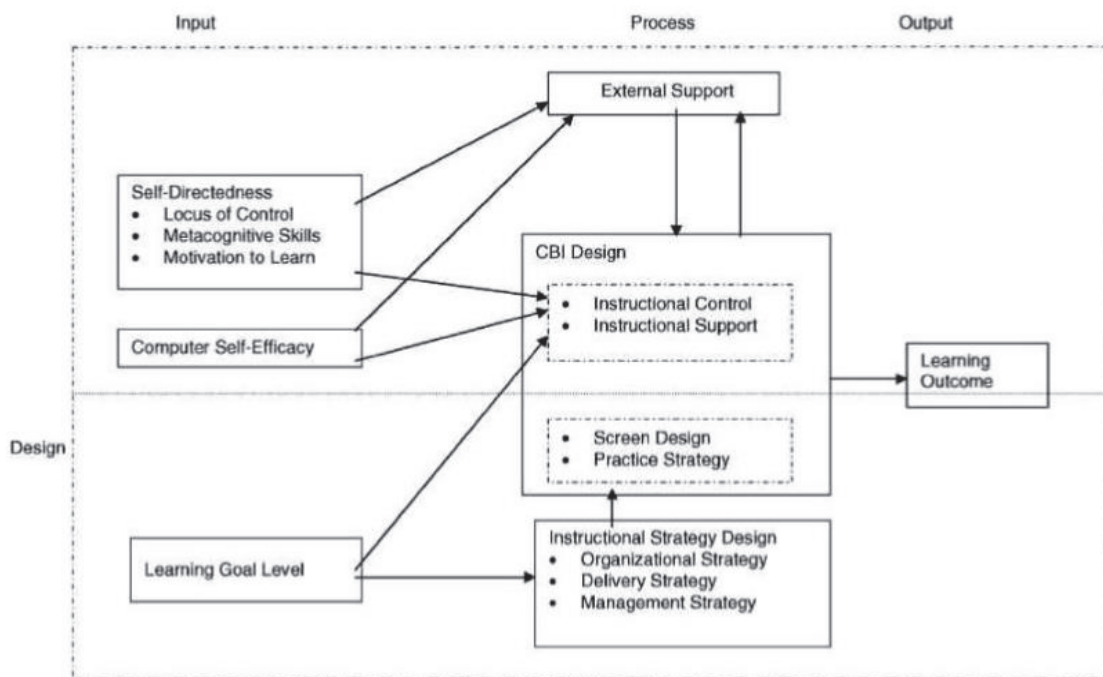 Input
Process
Output
External Support
Self-Directedness
• Locus of Control
• Metacognitive Skills
• Motivation to Learn
CBI Design
• Instructional Control
• Instructional Support
Computer Self-Efficacy
Learning
Outcome
Design
• Screen Design
• Practice Strategy
Learning Goal Level
Instructional Strategy Design
• Organizational Strategy
• Delivery Strategy
• Management Strategy